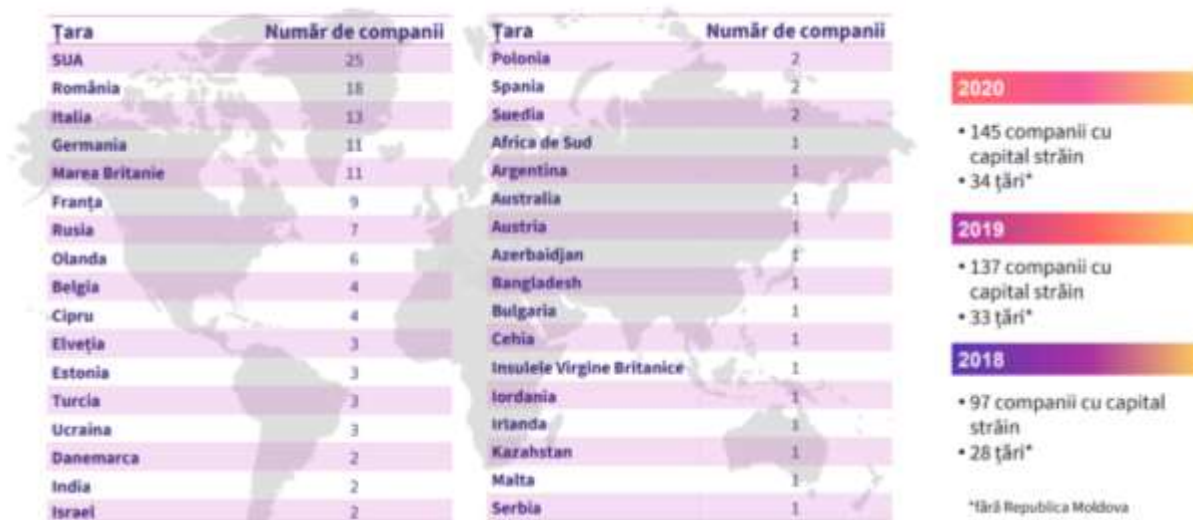 Țara Număr de companii
SUA 25
România 18
Italia 13
Germania 11
Marea Britanie 11
Franța 9
Rusia 7
Olanda 6
Belgia 4
Cipru 4
Elveția 3
Estonia 3
Turcia 3
Ucraina 3
Danemarca 2
India 2
Israel 2
Țara Număr de companii
Polonia 2
Spania 2
Suedia 2
Africa de Sud 1
Argentina 1
Australia 1
Austria 1
Azerbaidjan 1
Bangladesh 1
Bulgaria 1
Cehia 1
Insulele Virgine Britanice 1
Iordania 1
Irlanda 1
Kazahstan 1
Malta 1
Serbia 1
2020
• 145 companii cu
capital străin
• 34 țări*
2019
• 137 companii cu
capital străin
• 33 țări*
2018
• 97 companii cu capital
străin
• 28 țări*
*fără Republica Moldova